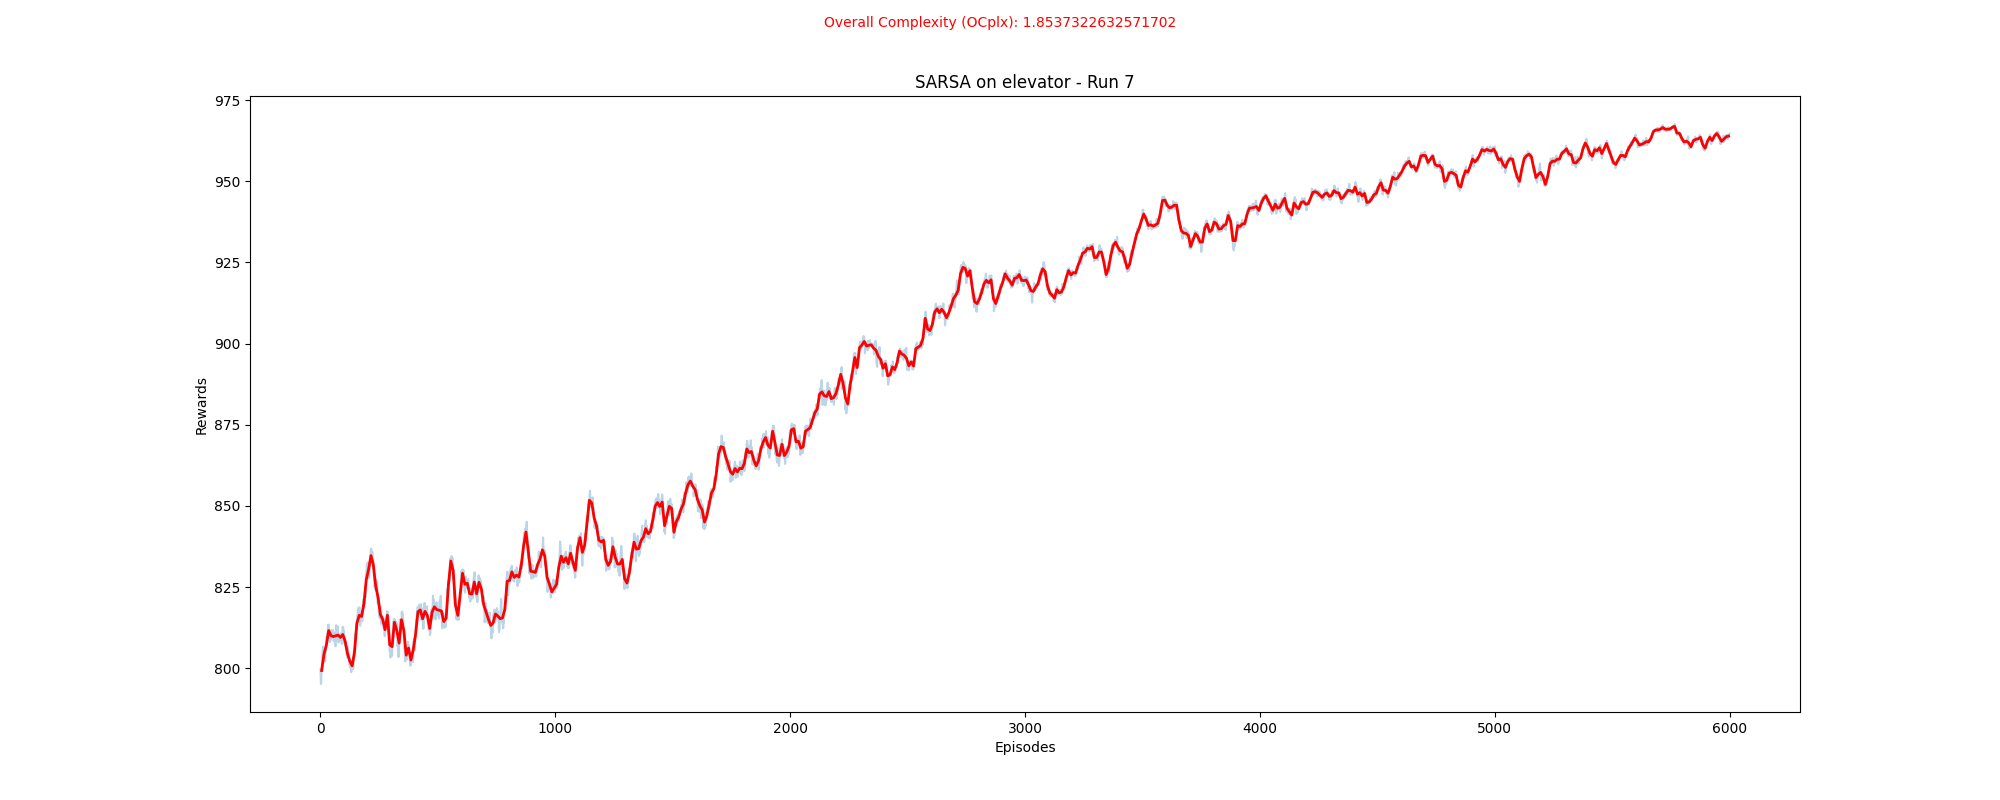 Overall Complexity (OCplx): 1.8537322632571702
SARSA on elevator - Run 7
975
950
925
900
875
850
825
800
Rewards
0 1000 2000 3000 4000 5000 6000
Episodes